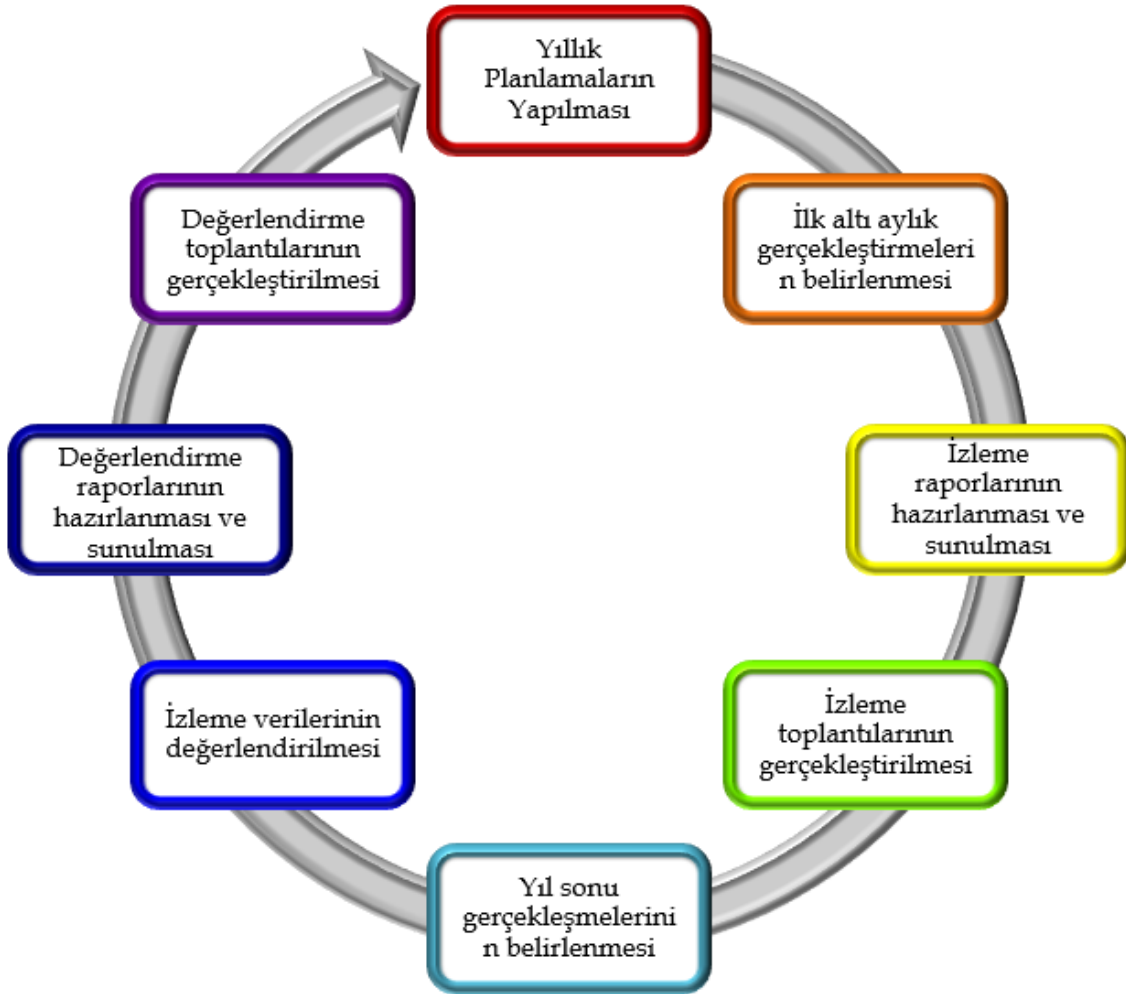 Yıllık
Planlamaların
Yapılması
İlk altı aylık
gerçekleştirmeleri
n belirlenmesi
İzleme
raporlarının
hazırlanması ve
sunulması
İzleme
toplantılarının
gerçekleştirilmesi
Yıl sonu
gerçekleşmelerini
n belirlenmesi
İzleme verilerinin
değerlendirilmesi
Değerlendirme
raporlarının
hazırlanması ve
sunulması
Değerlendirme
toplantılarının
gerçekleştirilmesi